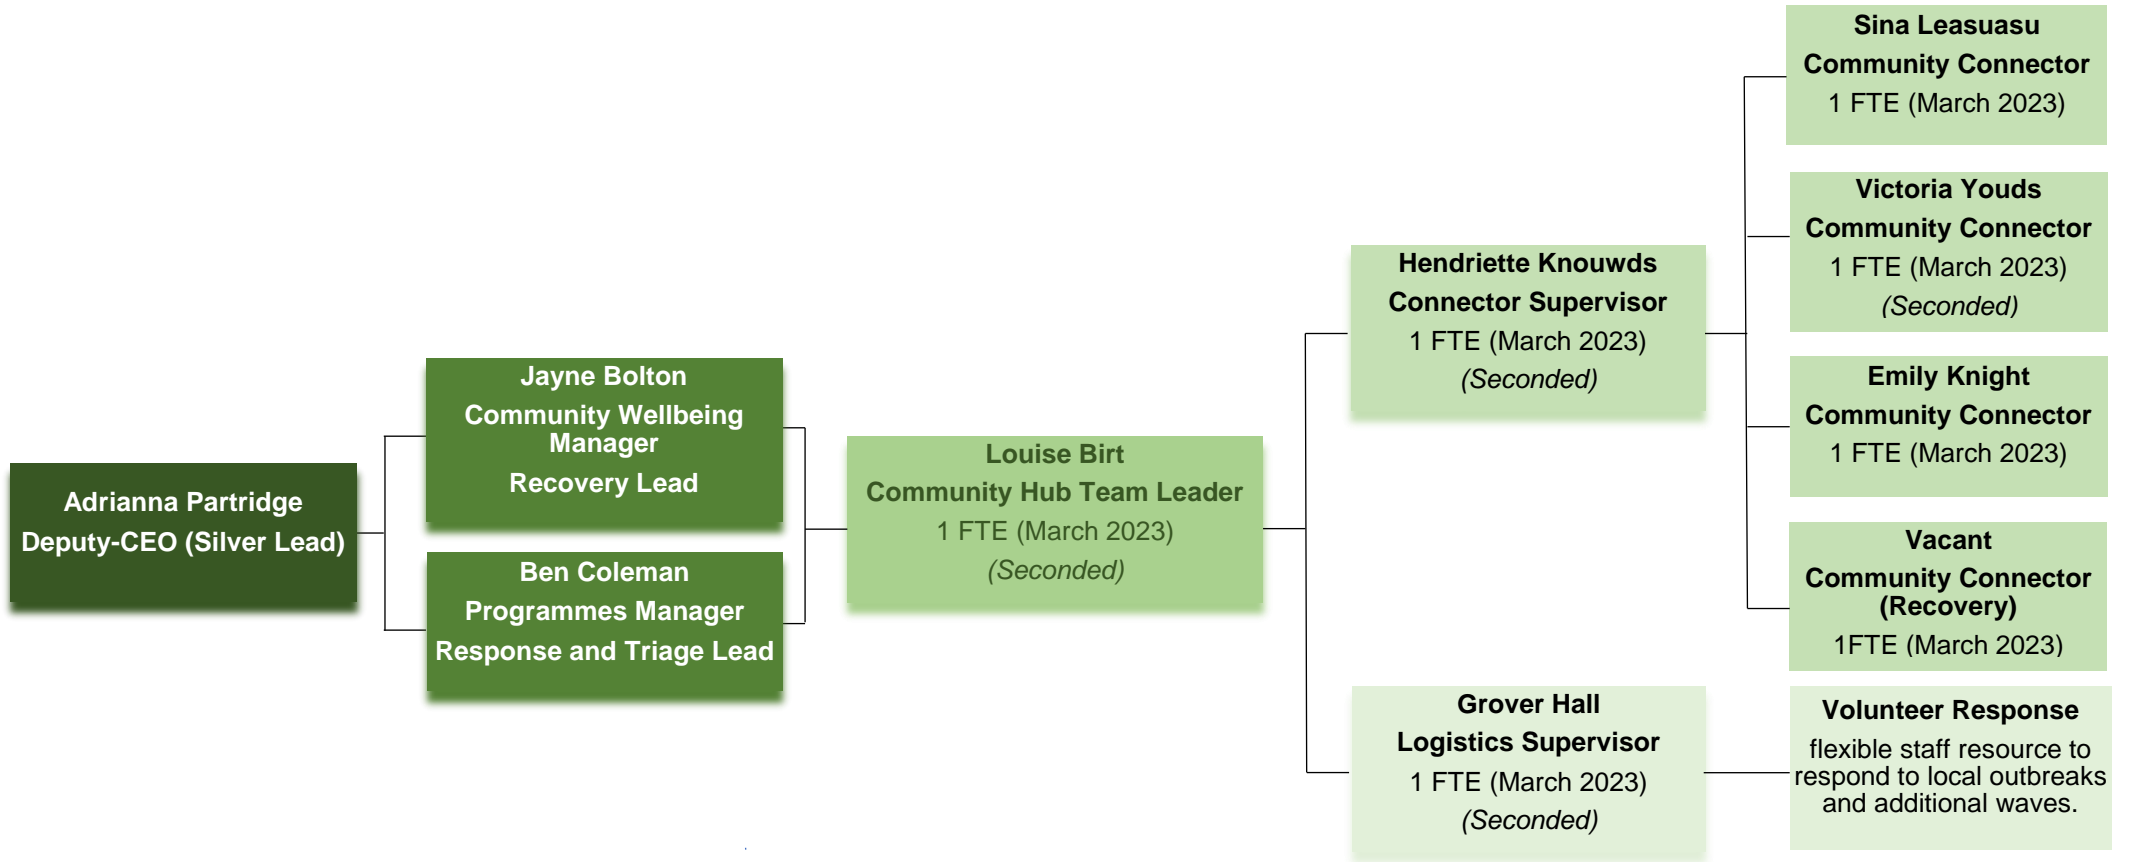 Adrianna Partridge
Deputy-CEO (Silver Lead)
Jayne Bolton
Community Wellbeing
Manager
Recovery Lead
Ben Coleman
Programmes Manager
Response and Triage Lead
Louise Birt
Community Hub Team Leader
1 FTE (March 2023)
(Seconded)
Hendriette Knouwds
Connector Supervisor
1 FTE (March 2023)
(Seconded)
Sina Leasuasu
Community Connector
1 FTE (March 2023)
Victoria Youds
Community Connector
1 FTE (March 2023)
(Seconded)
Emily Knight
Community Connector
1 FTE (March 2023)
Vacant
Community Connector
(Recovery)
1FTE (March 2023)
Grover Hall
Logistics Supervisor
1 FTE (March 2023)
(Seconded)
Volunteer Response
flexible staff resource to
respond to local outbreaks
and additional waves.